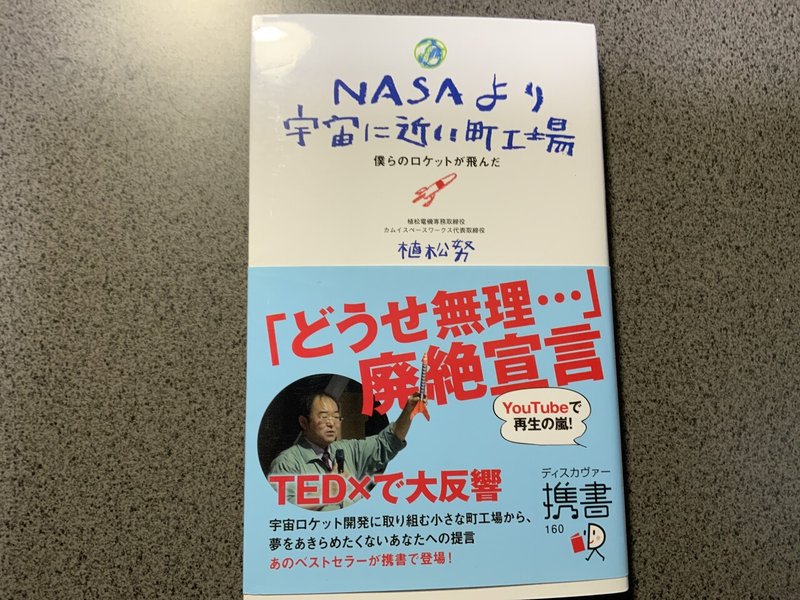 NASAより
宇宙に近い町工場
僕らのロケットが飛んだ
植松電機専務取締役
カムイスペースワークス代表取締役
植松努
「どうせ無理…」
廃絶宣言
YouTubeで
再生の嵐!
TED×で大反響
ディスカヴァー
携書
160
宇宙ロケット開発に取り組む小さな町工場から、
夢をあきらめたくないあなたへの提言
あのベストセラーが携書で登場！